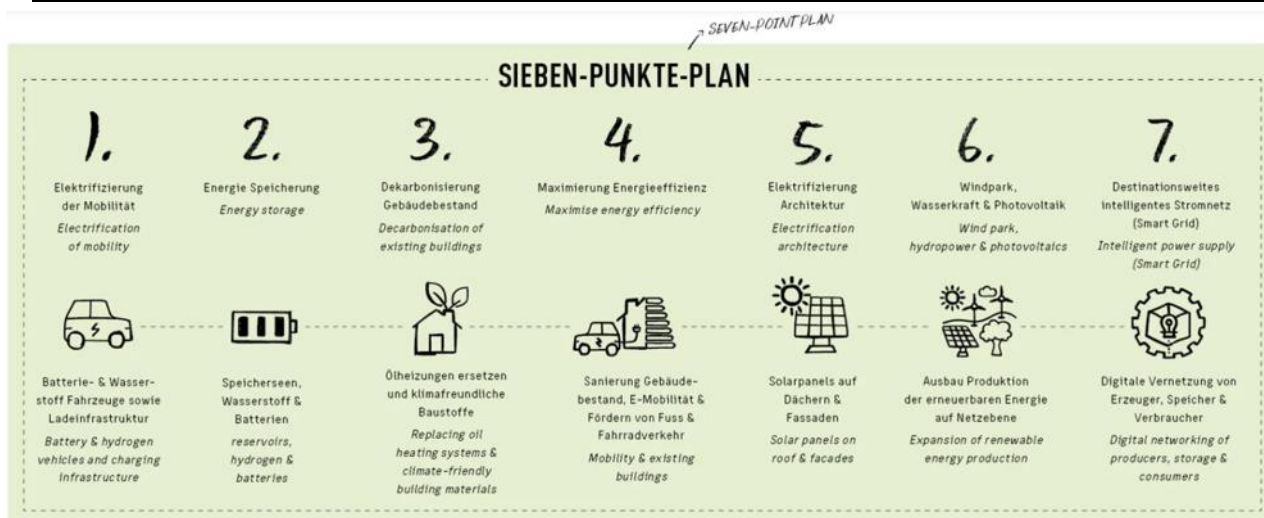 SEVEN-POINT PLAN
SIEBEN-PUNKTE-PLAN
1.
Elektrifizierung
der Mobilität
Electrification
of mobility
Batterie- & Wasser-
stoff Fahrzeuge sowie
Ladeinfrastruktur
Battery & hydrogen
vehicles and charging
infrastructure
2.
Energie Speicherung
Energy storage
Speicherseen,
Wasserstoff &
Batterien
reservoirs,
hydrogen &
batteries
3.
Dekarbonisierung
Gebäudebestand
Decarbonisation of
existing buildings
Ölheizungen ersetzen
und klimafreundliche
Baustoffe
Replacing oil
heating systems &
climate-friendly
building materials
4.
Maximierung Energieeffizienz
Maximise energy efficiency
Sanierung Gebäude-
bestand, E-Mobilität &
Fördern von Fuss &
Fahrradverkehr
Mobility & existing
buildings
5.
Elektrifizierung
Architektur
Electrification
architecture
Solarpanels auf
Dächern &
Fassaden
Solar panels on
roof & facades
6.
Windpark,
Wasserkraft & Photovoltaik
Wind park,
hydropower & photovoltaics
Ausbau Produktion
der erneuerbaren Energie
auf Netzebene
Expansion of renewable
energy production
7.
Destinationsweites
intelligentes Stromnetz
(Smart Grid)
Intelligent power supply
(Smart Grid)
Digitale Vernetzung von
Erzeuger, Speicher &
Verbraucher
Digital networking of
producers, storage &
consumers